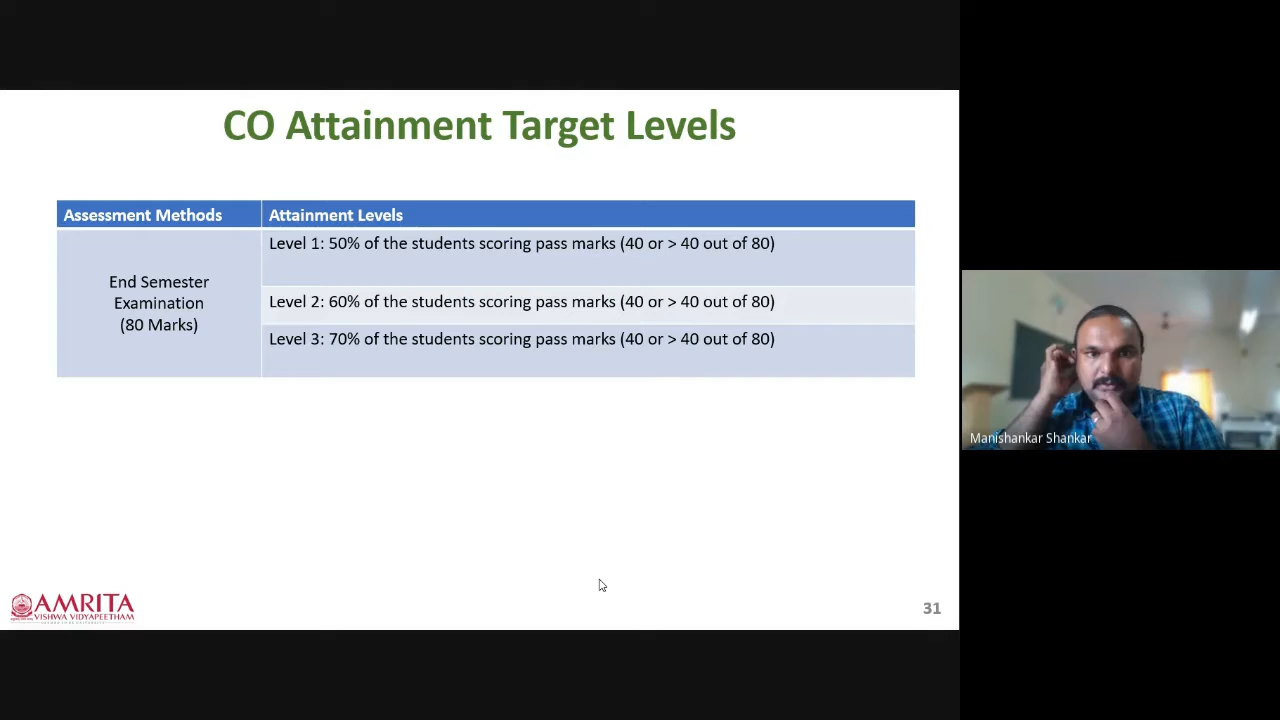 CO Attainment Target Levels
Assessment Methods
Attainment Levels
End Semester
Examination
(80 Marks)
Level 1: 50% of the students scoring pass marks (40 or > 40 out of 80)
Level 2: 60% of the students scoring pass marks (40 or > 40 out of 80)
Level 3: 70% of the students scoring pass marks (40 or > 40 out of 80)
Manishankar Shankar
AMRITA
VISHWA VIDYAPEETHAM
31